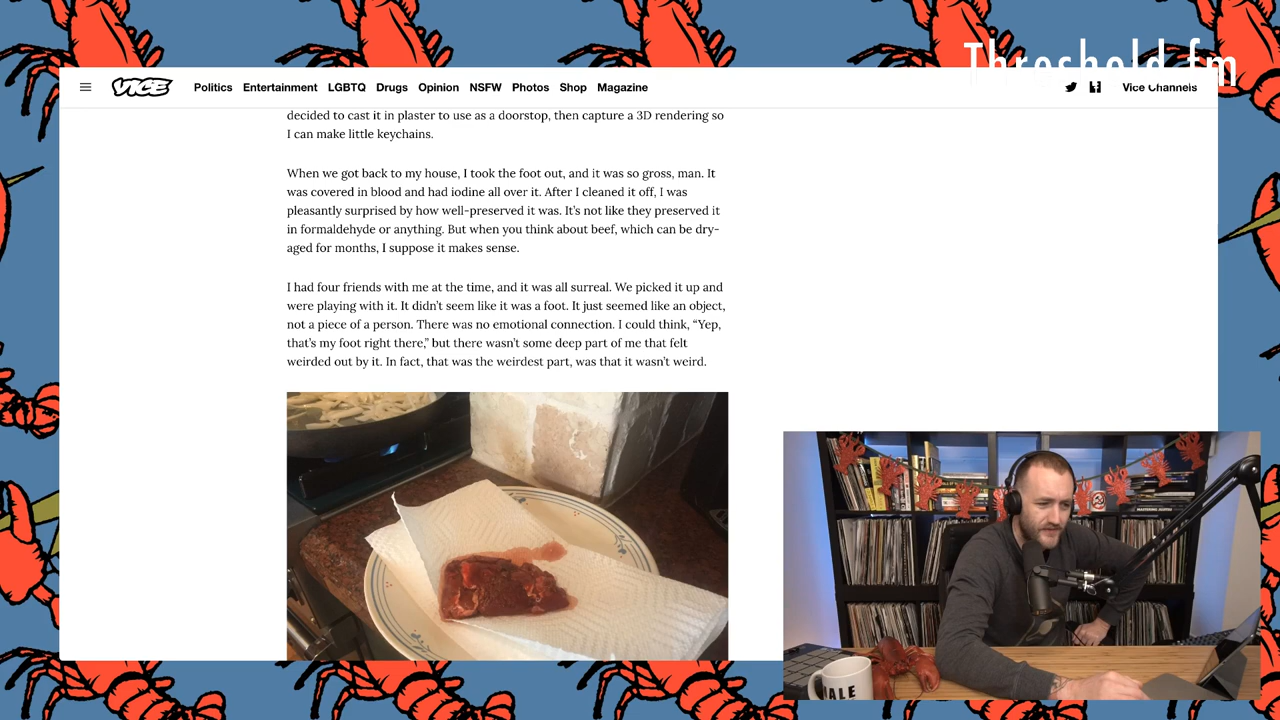 Threshold.fm
VICE
Politics Entertainment LGBTQ Drugs Opinion NSFW Photos Shop Magazine
Vice Channels
decided to cast it in plaster to use as a doorstop, then capture a 3D rendering so
I can make little keychains.
When we got back to my house, I took the foot out, and it was so gross, man. It
was covered in blood and had iodine all over it. After I cleaned it off, I was
pleasantly surprised by how well-preserved it was. It’s not like they preserved it
in formaldehyde or anything. But when you think about beef, which can be dry-
aged for months, I suppose it makes sense.
I had four friends with me at the time, and it was all surreal. We picked it up and
were playing with it. It didn’t seem like it was a foot. It just seemed like an object,
not a piece of a person. There was no emotional connection. I could think, “Yep,
that’s my foot right there,” but there wasn’t some deep part of me that felt
weirded out by it. In fact, that was the weirdest part, was that it wasn’t weird.